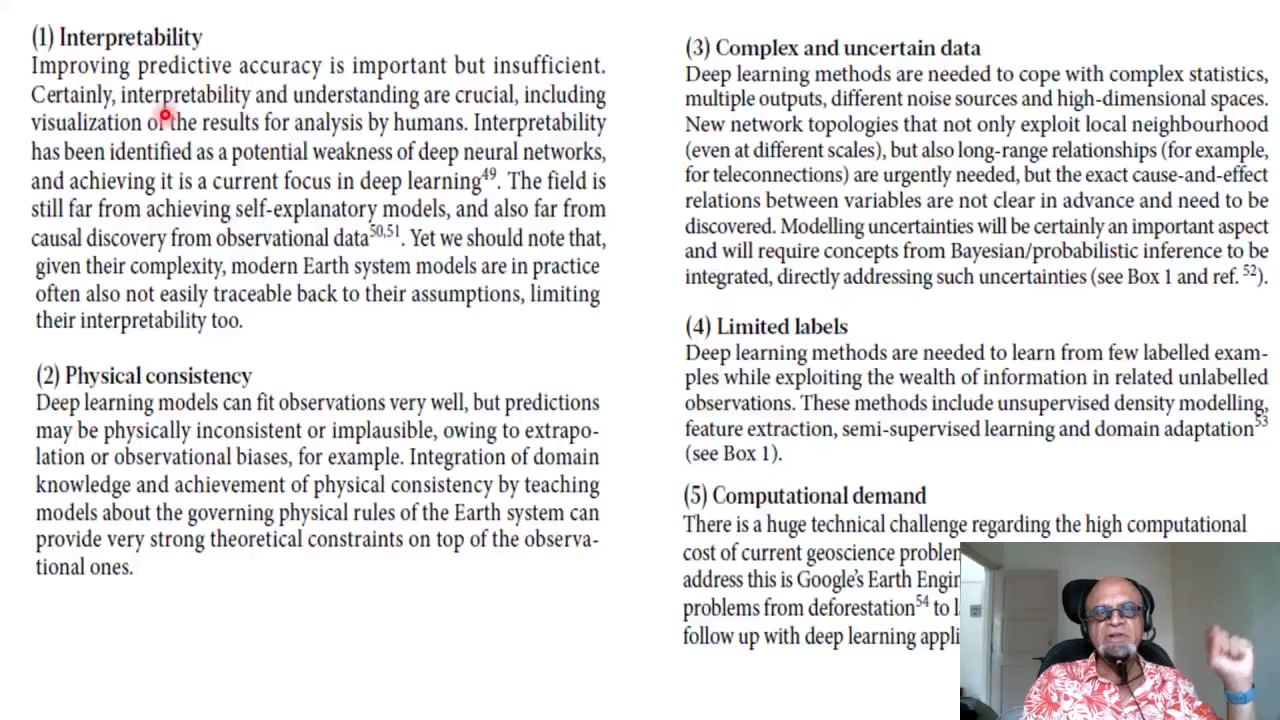 (1) Interpretability
Improving predictive accuracy is important but insufficient.
Certainly, interpretability and understanding are crucial, including
visualization of the results for analysis by humans. Interpretability
has been identified as a potential weakness of deep neural networks,
and achieving it is a current focus in deep learning49. The field is
still far from achieving self-explanatory models, and also far from
causal discovery from observational data50,51. Yet we should note that,
given their complexity, modern Earth system models are in practice
often also not easily traceable back to their assumptions, limiting
their interpretability too.
(2) Physical consistency
Deep learning models can fit observations very well, but predictions
may be physically inconsistent or implausible, owing to extrapo-
lation or observational biases, for example. Integration of domain
knowledge and achievement of physical consistency by teaching
models about the governing physical rules of the Earth system can
provide very strong theoretical constraints on top of the observa-
tional ones.
(3) Complex and uncertain data
Deep learning methods are needed to cope with complex statistics,
multiple outputs, different noise sources and high-dimensional spaces.
New network topologies that not only exploit local neighbourhood
(even at different scales), but also long-range relationships (for example,
for teleconnections) are urgently needed, but the exact cause-and-effect
relations between variables are not clear in advance and need to be
discovered. Modelling uncertainties will be certainly an important aspect
and will require concepts from Bayesian/probabilistic inference to be
integrated, directly addressing such uncertainties (see Box 1 and ref. 52).
(4) Limited labels
Deep learning methods are needed to learn from few labelled exam-
ples while exploiting the wealth of information in related unlabelled
observations. These methods include unsupervised density modelling,
feature extraction, semi-supervised learning and domain adaptation53
(see Box 1).
(5) Computational demand
There is a huge technical challenge regarding the high computational
cost of current geoscience
address this is Google's Earth
problems from deforestation54 to
follow up with deep learning